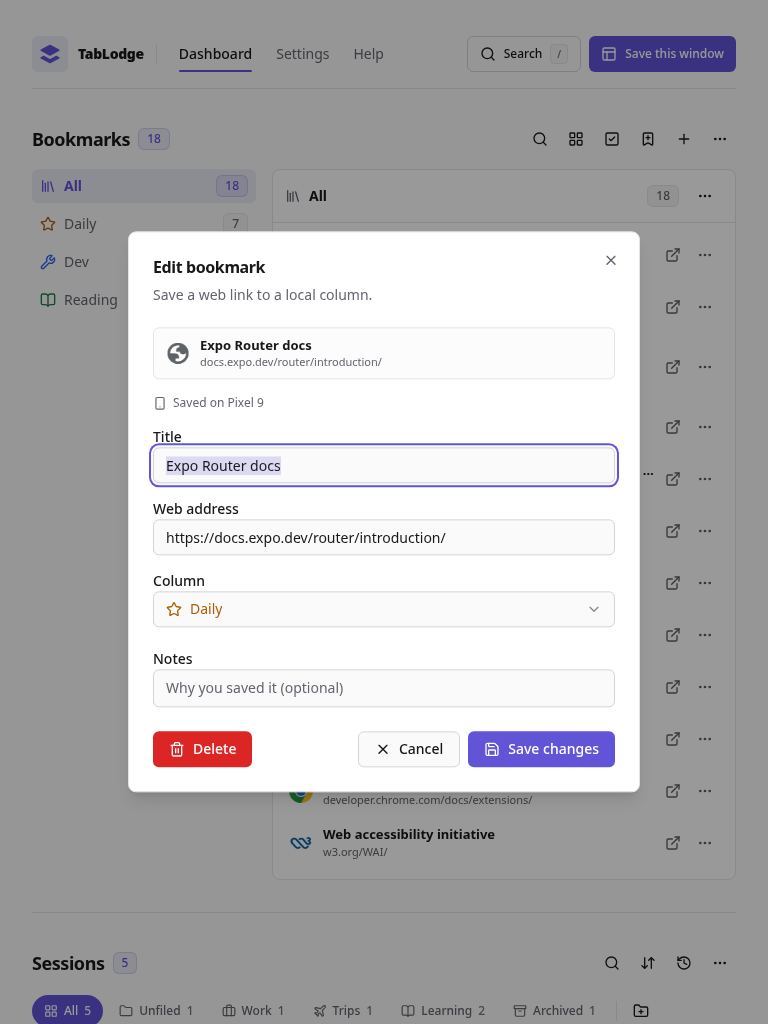 TabLodge
Dashboard
Settings
Help
Search /
Save this window
Bookmarks 18
All 18
Daily 7
Dev
Reading
All 18
Edit bookmark
Save a web link to a local column.
Expo Router docs
docs.expo.dev/router/introduction/
Saved on Pixel 9
Title
Expo Router docs
Web address
https://docs.expo.dev/router/introduction/
Column
Daily
Notes
Why you saved it (optional)
Delete
Cancel
Save changes
developer.chrome.com/docs/extensions/
Web accessibility initiative
w3.org/WAI/
Sessions 5
All 5
Unfiled 1
Work 1
Trips 1
Learning 2
Archived 1